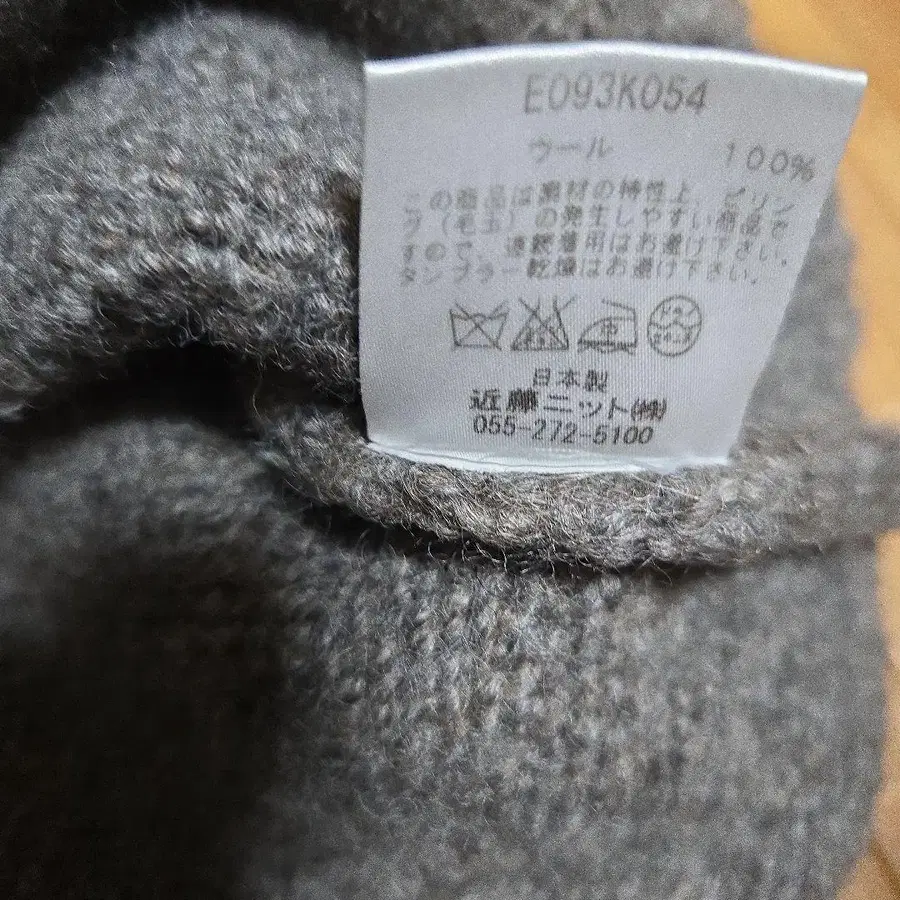 E093K054
ウール 100%
この商品は素材の特性上、ピリン
グ（毛玉）の発生しやすい商品で
すので、連続着用はお避け下さい。
タンブラー乾燥はお避け下さい。
日本製
近藤ニット㈱
055-272-5100